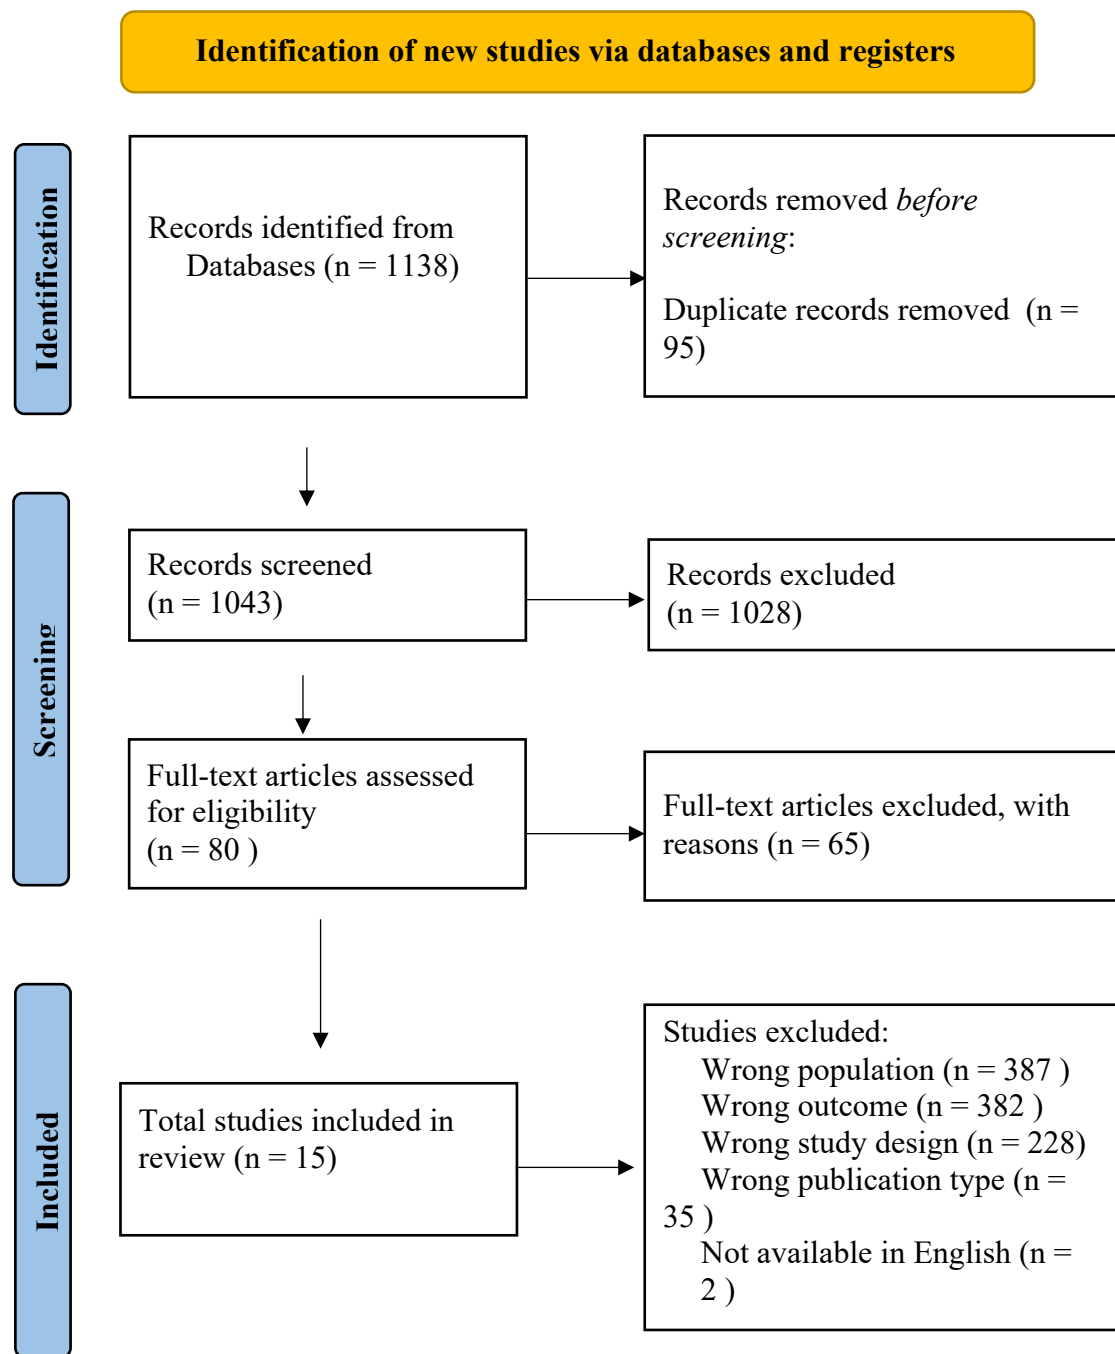 Identification of new studies via databases and registers
Identification
Records identified from
Databases (n = 1138)
Records removed before
screening:
Duplicate records removed  (n =
95)
Screening
Records screened
(n = 1043)
Records excluded
(n = 1028)
Full-text articles assessed
for eligibility
(n = 80 )
Full-text articles excluded, with
reasons (n = 65)
Included
Total studies included in
review (n = 15)
Studies excluded:
Wrong population (n = 387 )
Wrong outcome (n = 382 )
Wrong study design (n = 228)
Wrong publication type (n =
35 )
Not available in English (n =
2 )